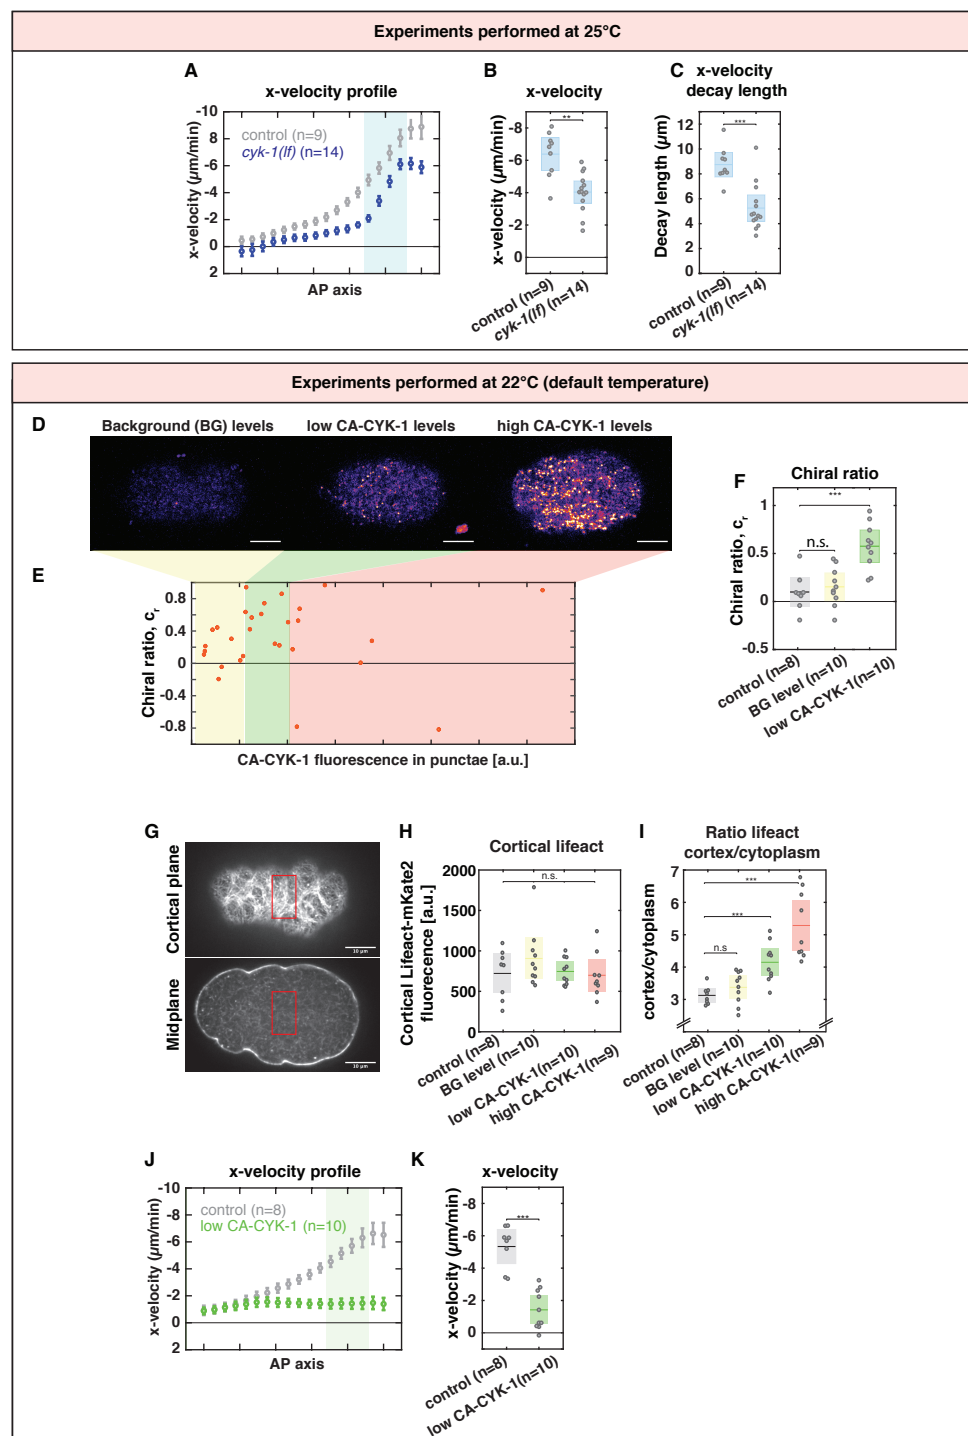 Experiments performed at 25°C
A
x-velocity profile
x-velocity (µm/min)
-10
-8
-6
-4
-2
0
2
control (n=9)
cyk-1(lf) (n=14)
AP axis
B
x-velocity
x-velocity (µm/min)
-8
-6
-4
-2
0
**
control (n=9)
cyk-1(lf) (n=14)
C
x-velocity
decay length
Decay length (µm)
12
10
8
6
4
2
0
***
control (n=9)
cyk-1(lf) (n=14)
Experiments performed at 22°C (default temperature)
D
Background (BG) levels
low CA-CYK-1 levels
high CA-CYK-1 levels
E
Chiral ratio, cr
0.8
0.4
0
-0.4
-0.8
CA-CYK-1 fluorescence in punctae [a.u.]
F
Chiral ratio
Chiral ratio, cr
1
0.5
0
-0.5
***
n.s.
control (n=8)
BG level (n=10)
low CA-CYK-1(n=10)
G
Cortical plane
10 µm
Midplane
10 µm
H
Cortical lifeact
Cortical Lifeact-mKate2
fluorecence [a.u.]
2000
1500
1000
500
0
n.s.
control (n=8)
BG level (n=10)
low CA-CYK-1(n=10)
high CA-CYK-1(n=9)
I
Ratio lifeact
cortex/cytoplasm
cortex/cytoplasm
7
6
5
4
3
***
***
n.s
control (n=8)
BG level (n=10)
low CA-CYK-1(n=10)
high CA-CYK-1(n=9)
J
x-velocity profile
x-velocity (µm/min)
-10
-8
-6
-4
-2
0
2
control (n=8)
low CA-CYK-1 (n=10)
AP axis
K
x-velocity
x-velocity (µm/min)
-8
-6
-4
-2
0
***
control (n=8)
low CA-CYK-1(n=10)